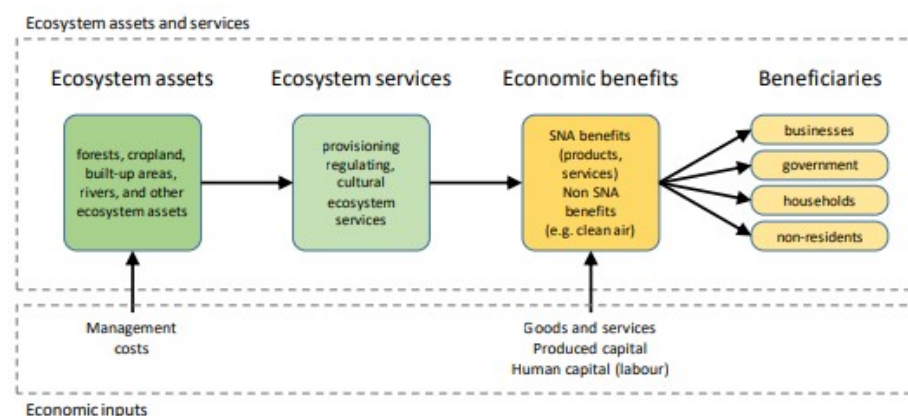 Ecosystem assets and services
Ecosystem assets
Ecosystem services
Economic benefits
Beneficiaries
forests, cropland,
built-up areas,
rivers, and other
ecosystem assets
provisioning
regulating,
cultural
ecosystem
services
SNA benefits
(products,
services)
Non SNA
benefits
(e.g. clean air)
businesses
government
households
non-residents
Management
costs
Goods and services
Produced capital
Human capital (labour)
Economic inputs